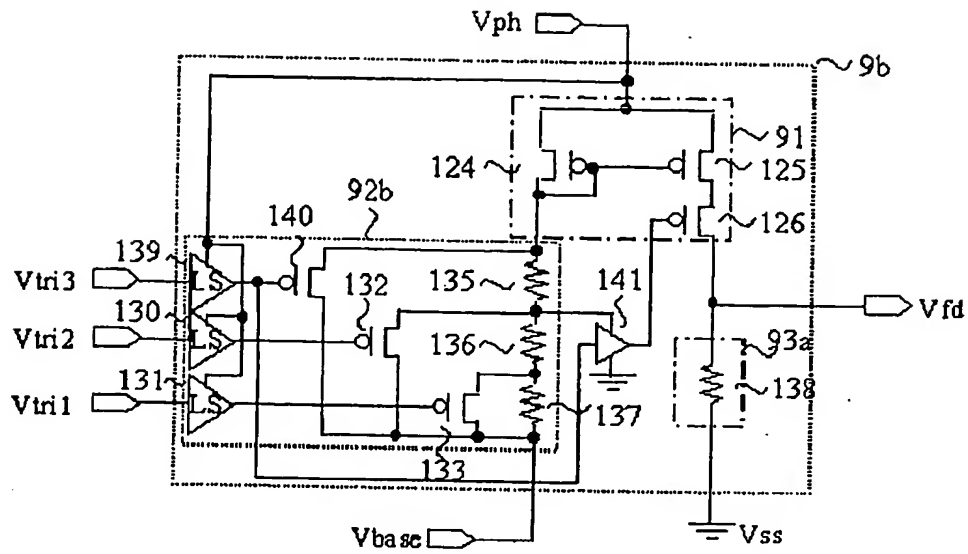 Vph
9b
91
124
125
92b
126
140
139
LS
Vtri3
132
135
141
130
LS
Vtri2
136
Vfd
93a
131
LS
Vtri1
137
138
133
Vbase
Vss